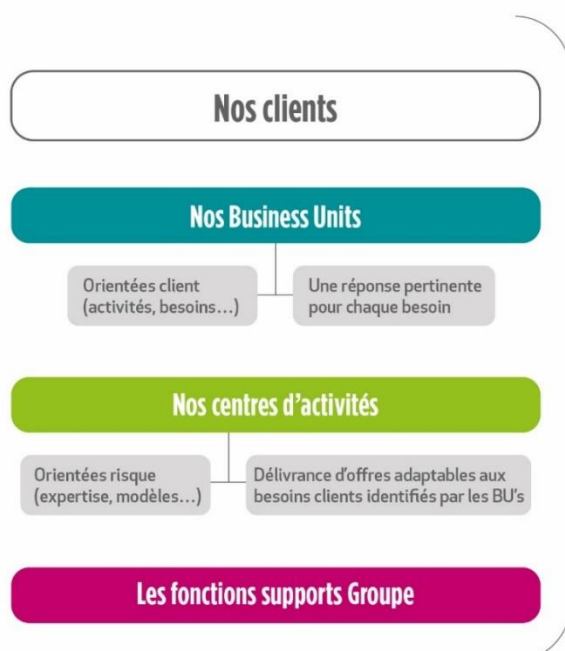 Nos clients
Nos Business Units
Orientées client
(activités, besoins...)
Une réponse pertinente
pour chaque besoin
Nos centres d'activités
Orientées risque
(expertise, modèles...)
Délivrance d'offres adaptables aux
besoins clients identifiés par les BU's
Les fonctions supports Groupe